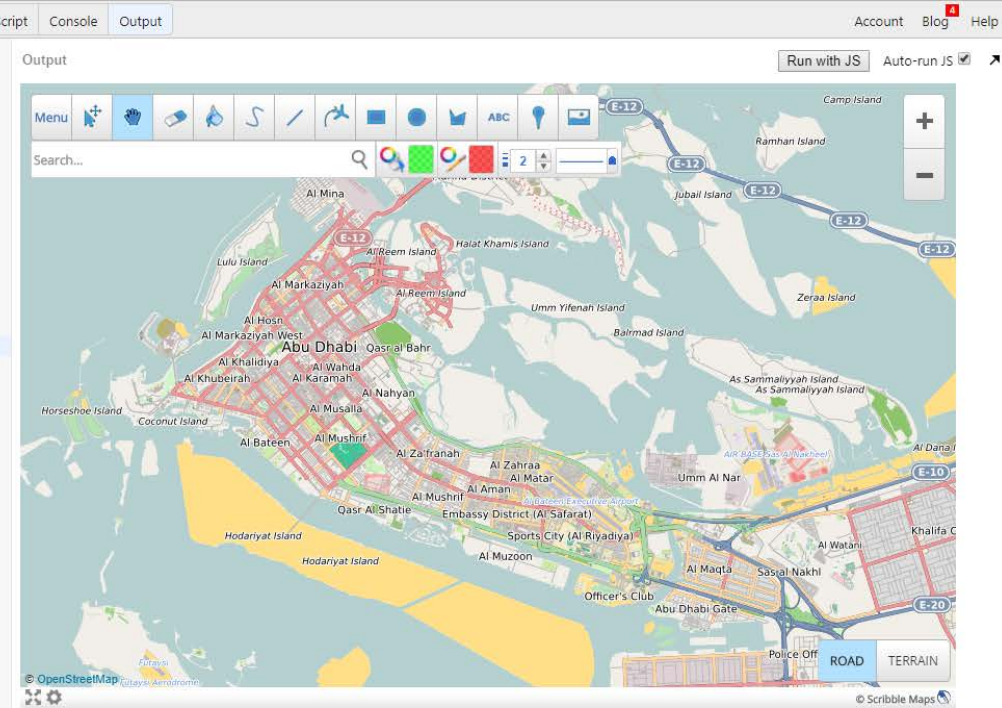 cript Console Output Account Blog 4 Help
Output Run with JS Auto-run JS
Menu ABC
Search... 2
E-12
Camp Island
Ramhan Island
E-12
Jubail Island
E-12
Al Mina
E-12
E-12
E-12
Halat Khamis Island
Al Reem Island
Lulu Island
Al Markaziyah
Al Reem Island
Zeraa Island
Umm Yifenah Island
Al Hosn
Balrmad Island
Al Markaziyah West
Abu Dhabi
Qasr al Bahr
Al Khalidiya
Al Wahda
Al Khubeirah
Al Karamah
As Sammaliyyah Island
As Sammaliyyah Island
Al Nahyan
Horseshoe Island
Al Musalla
Coconut Island
Al Bateen
Al Mushrif
Al Dana I
Al Za'franah
AIR BASE Sas Al Nakheel
Al Zahraa
E-10
Al Matar
Umm Al Nar
Al Aman
Al Mushrif
Al Bateen Executive Airport
Qasr Al Shatie
Embassy District (Al Safarat)
Hodariyat Island
Sports City (Al Riyadiya)
Khalifa C
Al Watani
Al Muzoon
Hodariyat Island
Al Maqta
Sas al Nakhl
Officer's Club
Abu Dhabi Gate
E-20
Police Off
Futaysi
ROAD TERRAIN
© OpenStreetMap
Futaysi Aerodrome
© Scribble Maps